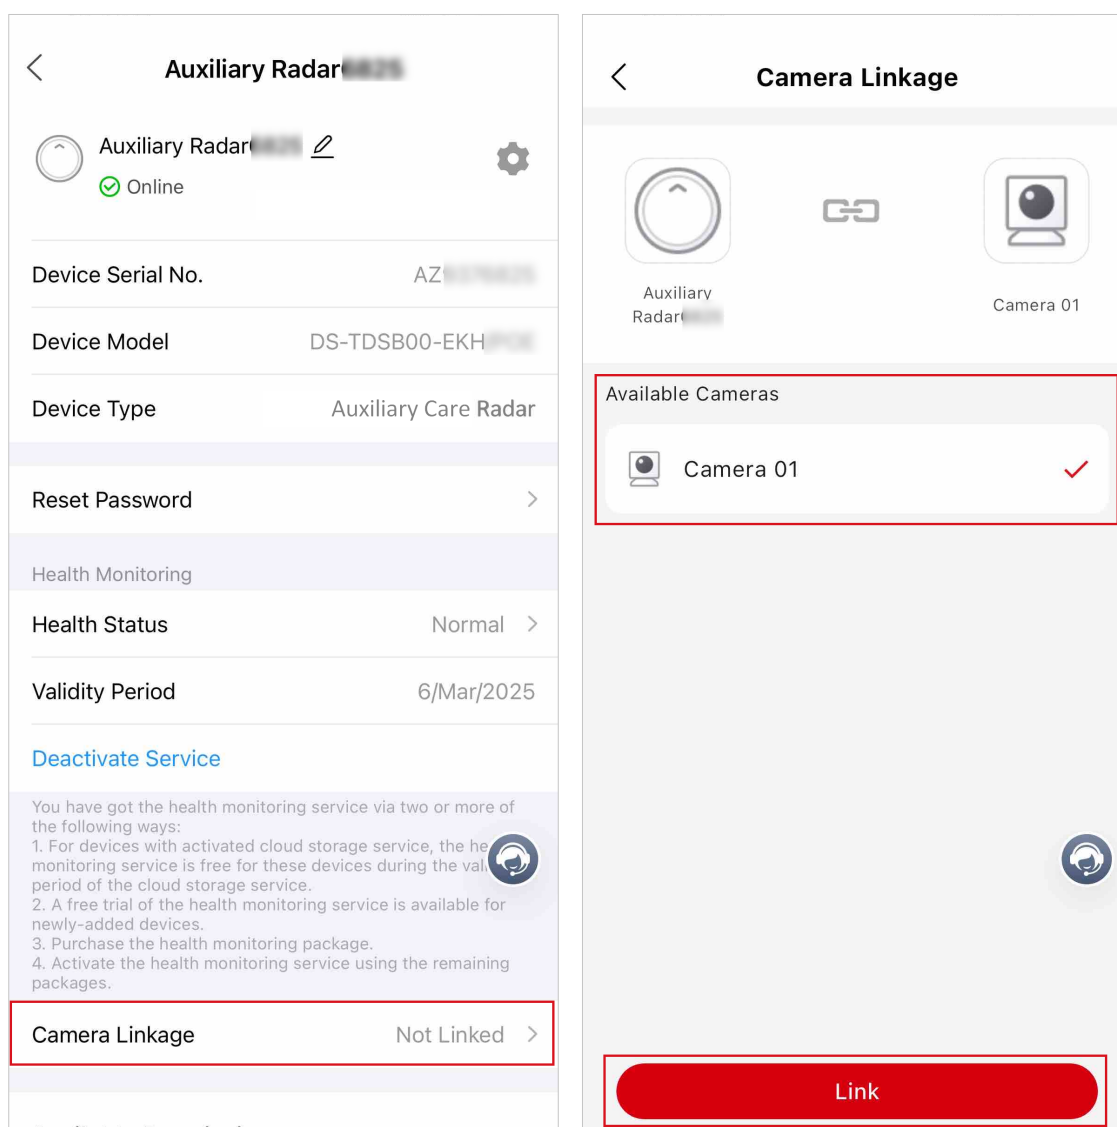 Auxiliary Radar
Auxiliary Radar
Online
Device Serial No. AZ
Device Model DS-TDSB00-EKH
Device Type Auxiliary Care Radar
Reset Password
Health Monitoring
Health Status Normal
Validity Period 6/Mar/2025
Deactivate Service
You have got the health monitoring service via two or more of
the following ways:
1. For devices with activated cloud storage service, the he
monitoring service is free for these devices during the val
period of the cloud storage service.
2. A free trial of the health monitoring service is available for
newly-added devices.
3. Purchase the health monitoring package.
4. Activate the health monitoring service using the remaining
packages.
Camera Linkage Not Linked
Camera Linkage
Auxiliary
Radar
Camera 01
Available Cameras
Camera 01
Link